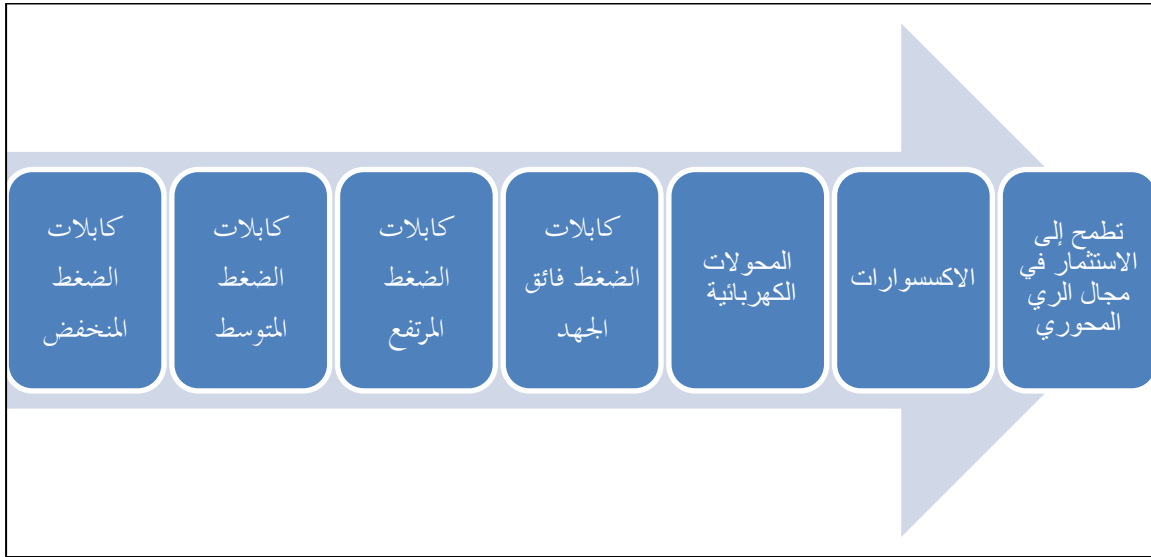 كابلات
الضغط
المنخفض
كابلات
الضغط
المتوسط
كابلات
الضغط
المرتفع
كابلات
الضغط فائق
الجهد
المحولات
الكهربائية
الاكسسوارات
تطمح إلى
الاستثمار في
مجال الري
المحوري